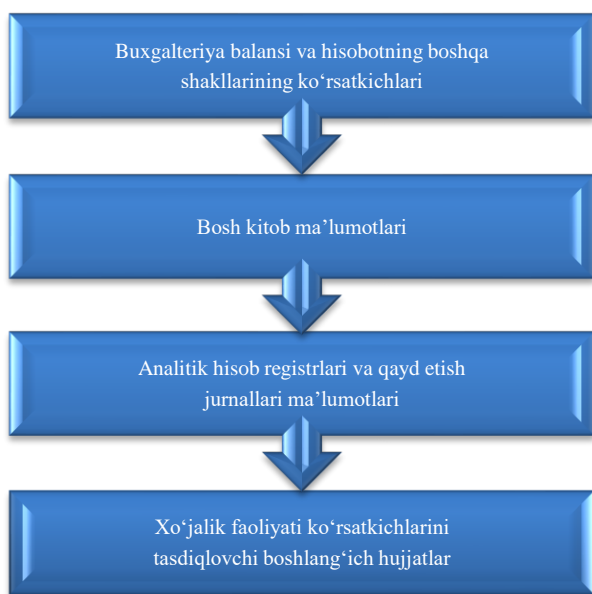 Buxgalteriya balansi va hisobotning boshqa
shakllarining ko‘rsatkichlari
Bosh kitob ma’lumotlari
Analitik hisob registrlari va qayd etish
jurnallari ma’lumotlari
Xo‘jalik faoliyati ko‘rsatkichlarini
tasdiqlovchi boshlang‘ich hujjatlar